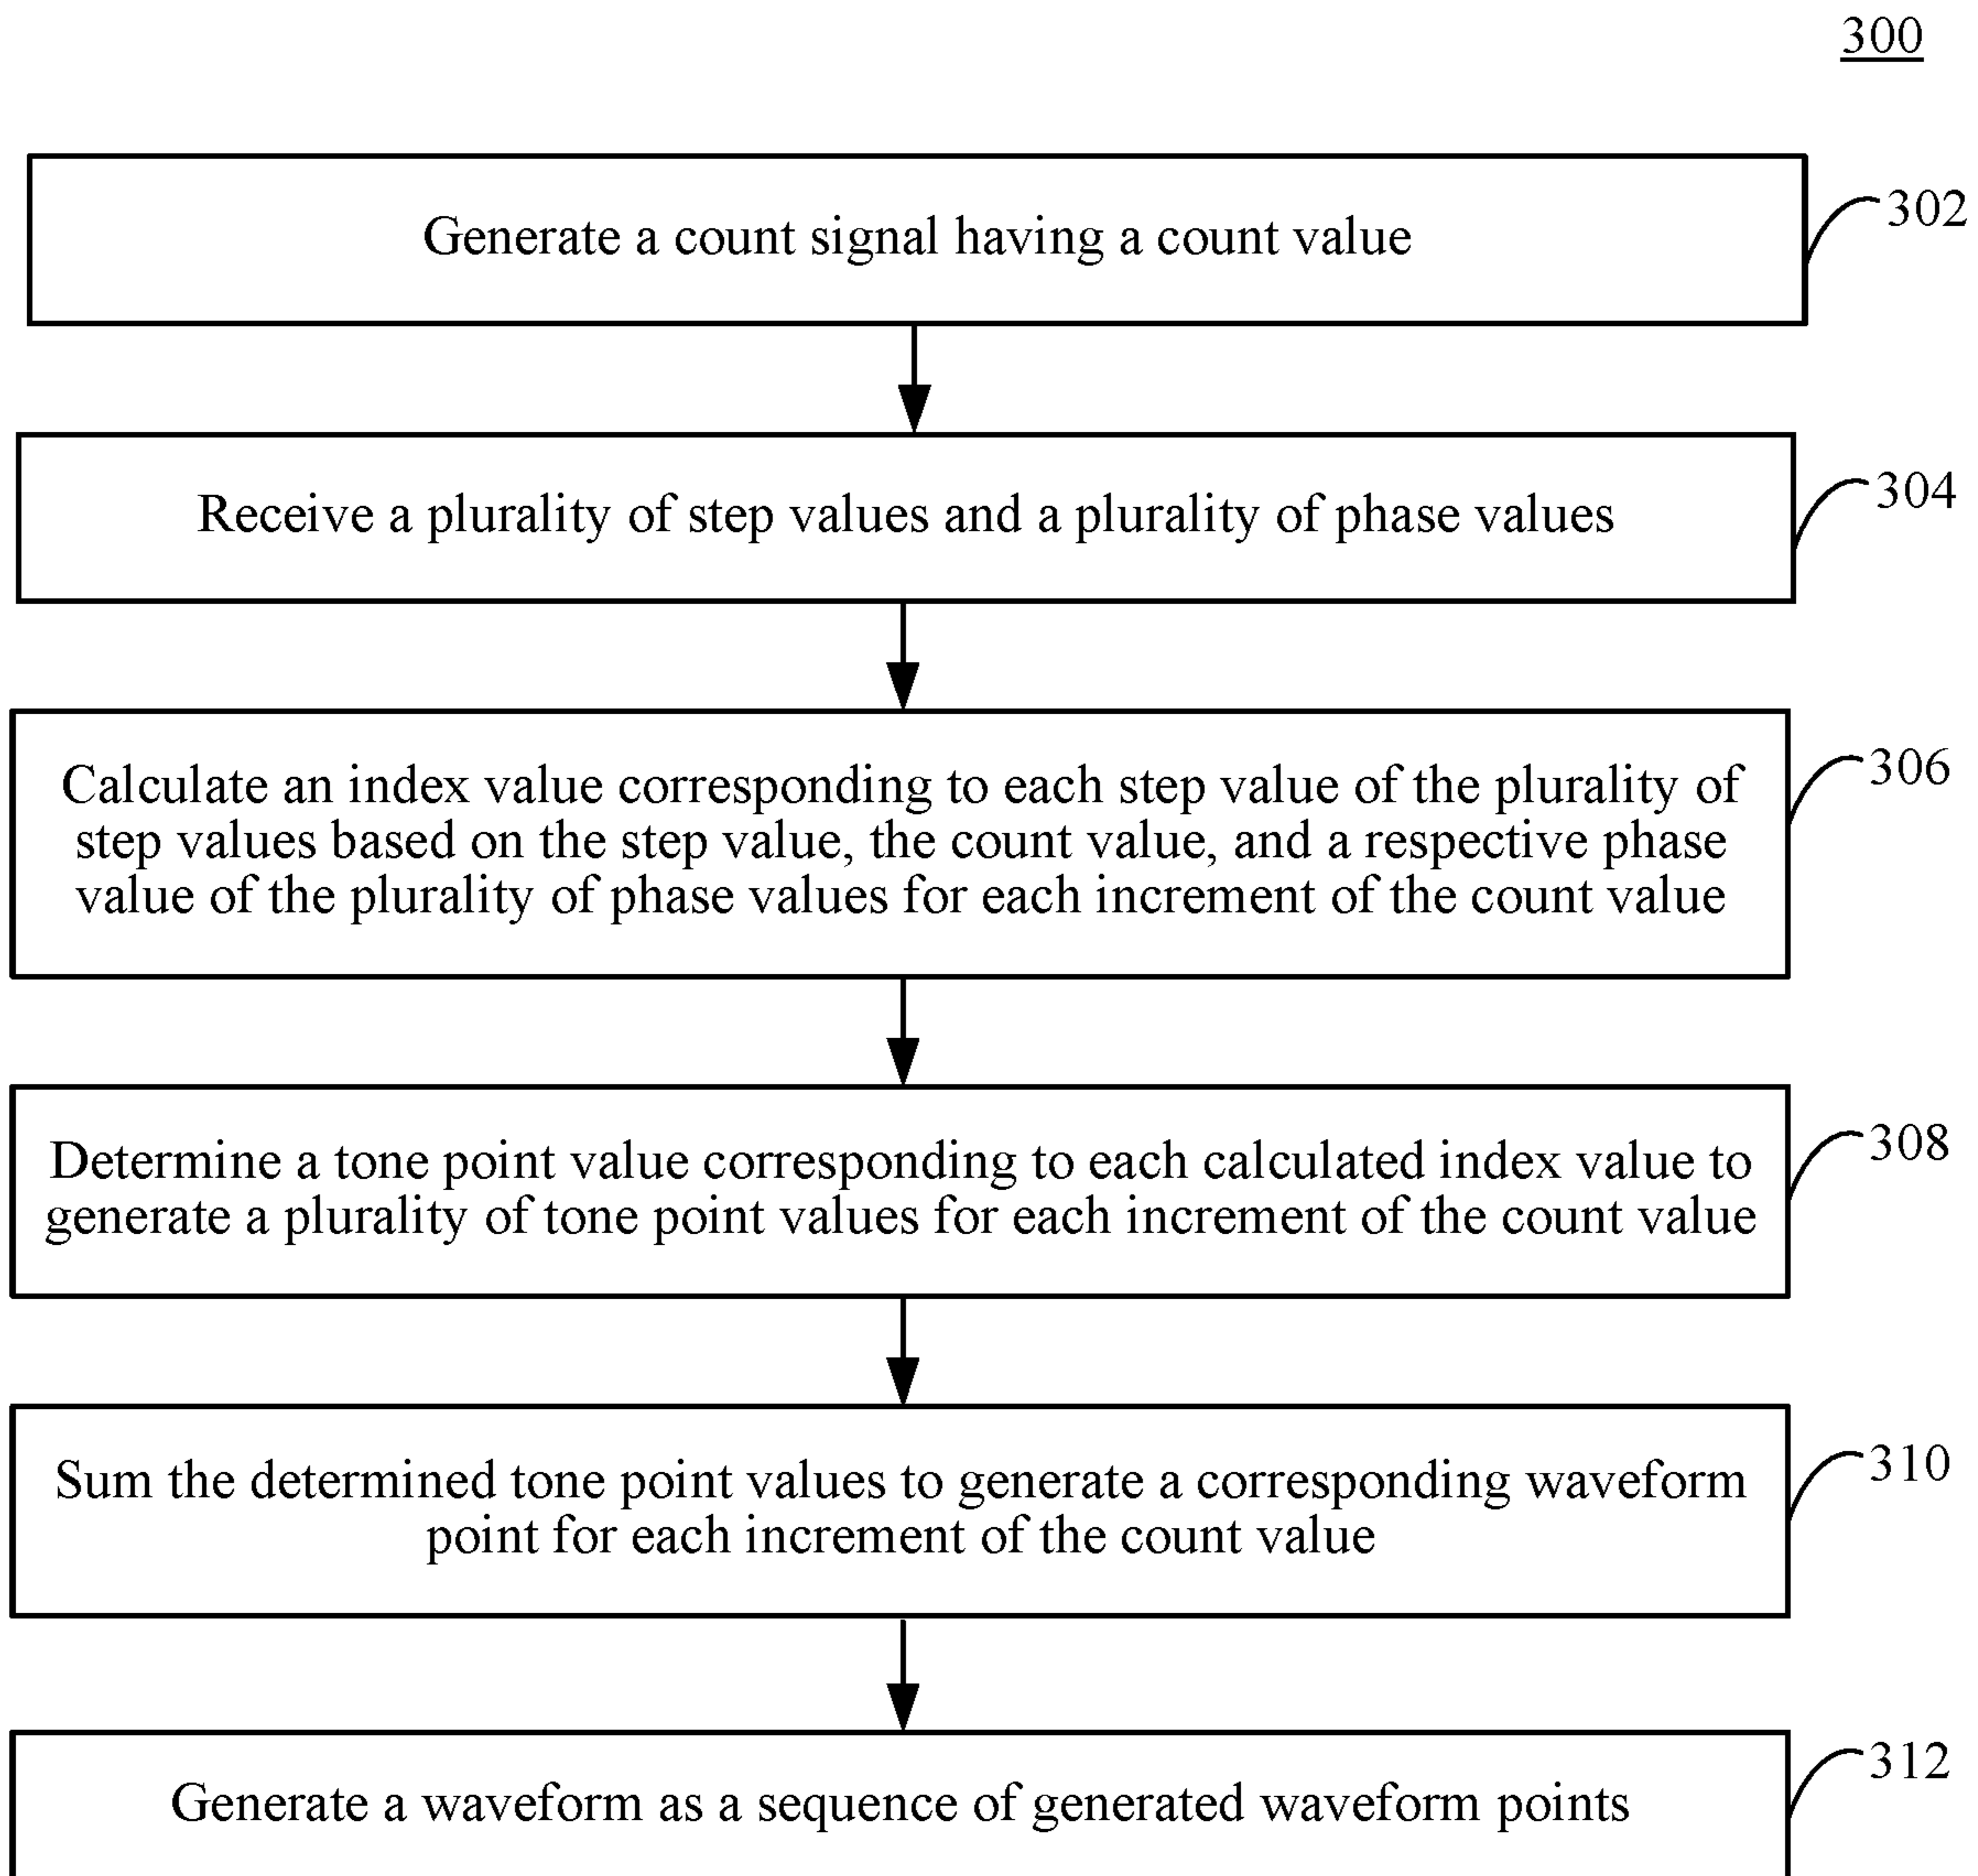 300
Generate a count signal having a count value
302
Receive a plurality of step values and a plurality of phase values
304
Calculate an index value corresponding to each step value of the plurality of
step values based on the step value, the count value, and a respective phase
value of the plurality of phase values for each increment of the count value
306
Determine a tone point value corresponding to each calculated index value to
generate a plurality of tone point values for each increment of the count value
308
Sum the determined tone point values to generate a corresponding waveform
point for each increment of the count value
310
Generate a waveform as a sequence of generated waveform points
312